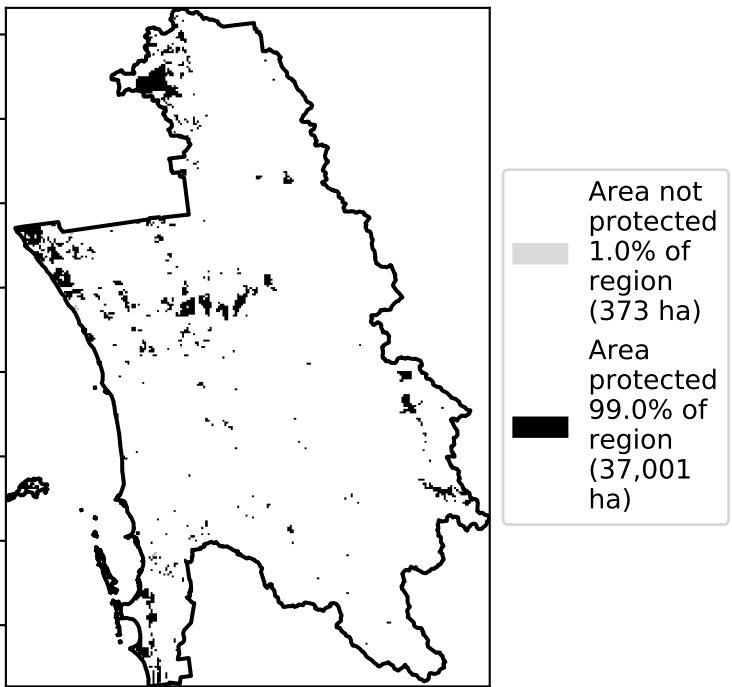 Area not
protected
1.0% of
region
(373 ha)
Area
protected
99.0% of
region
(37,001
ha)